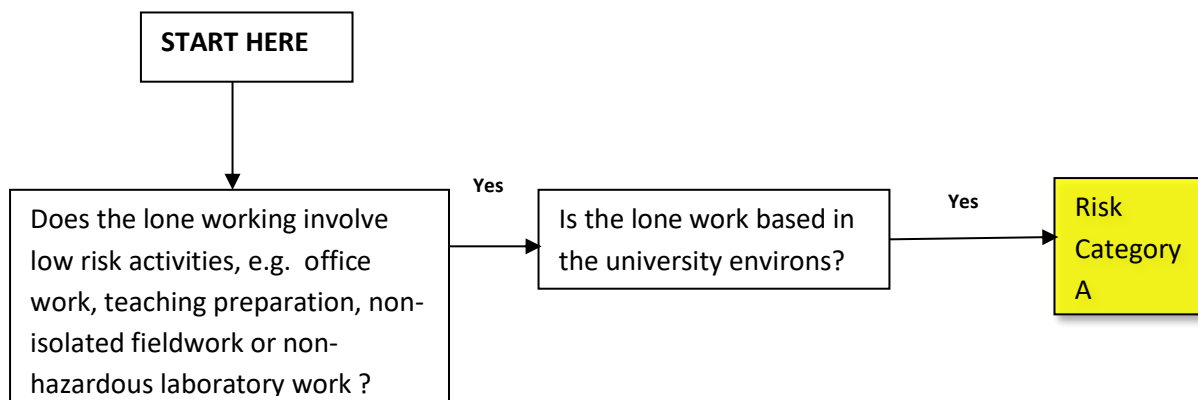 START HERE
Yes
Yes
Does the lone working involve
low risk activities, e.g.  office
work, teaching preparation, non-
isolated fieldwork or non-
hazardous laboratory work ?
Is the lone work based in
the university environs?
Risk
Category
A